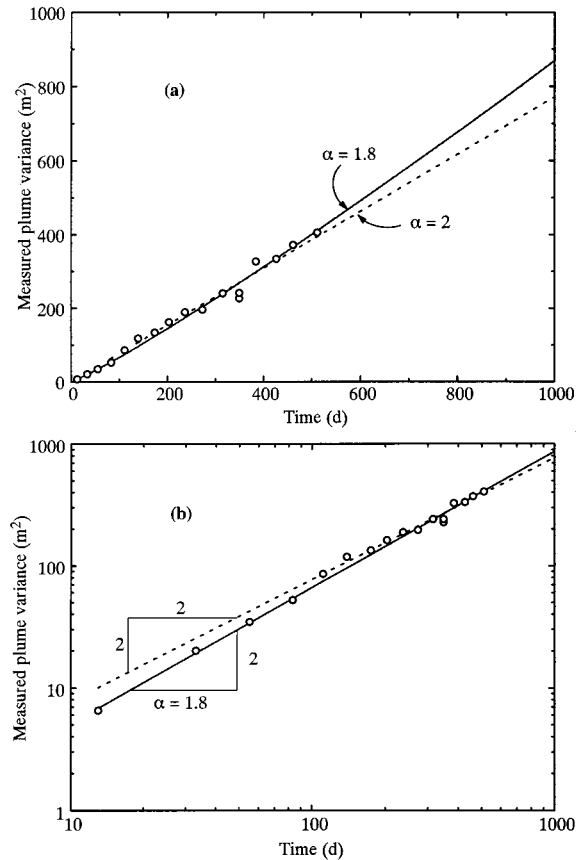 1000
(a)
800
α = 1.8
600
α = 2
400
200
0
0 200 400 600 800 1000
Measured plume variance (m²)
Time (d)
1000
(b)
100
2
2
2
10
α = 1.8
1
10 100 1000
Measured plume variance (m²)
Time (d)